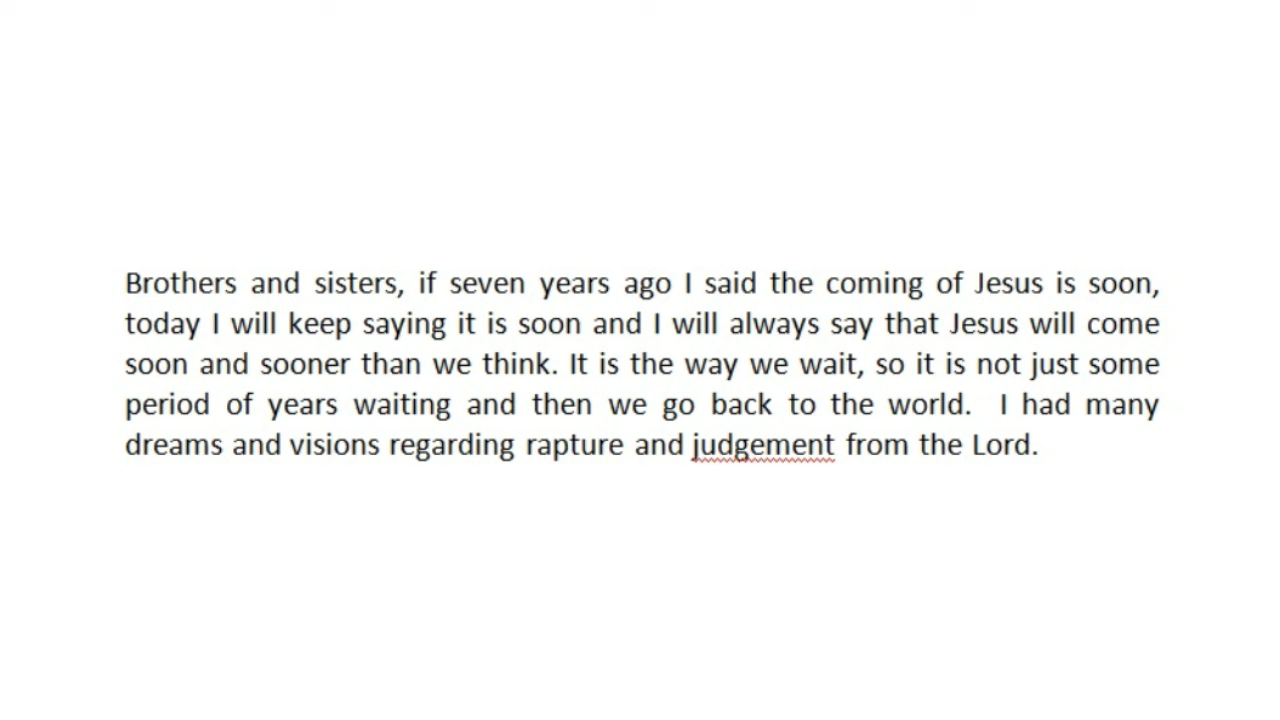 Brothers and sisters, if seven years ago I said the coming of Jesus is soon,
today I will keep saying it is soon and I will always say that Jesus will come
soon and sooner than we think. It is the way we wait, so it is not just some
period of years waiting and then we go back to the world.  I had many
dreams and visions regarding rapture and judgement from the Lord.